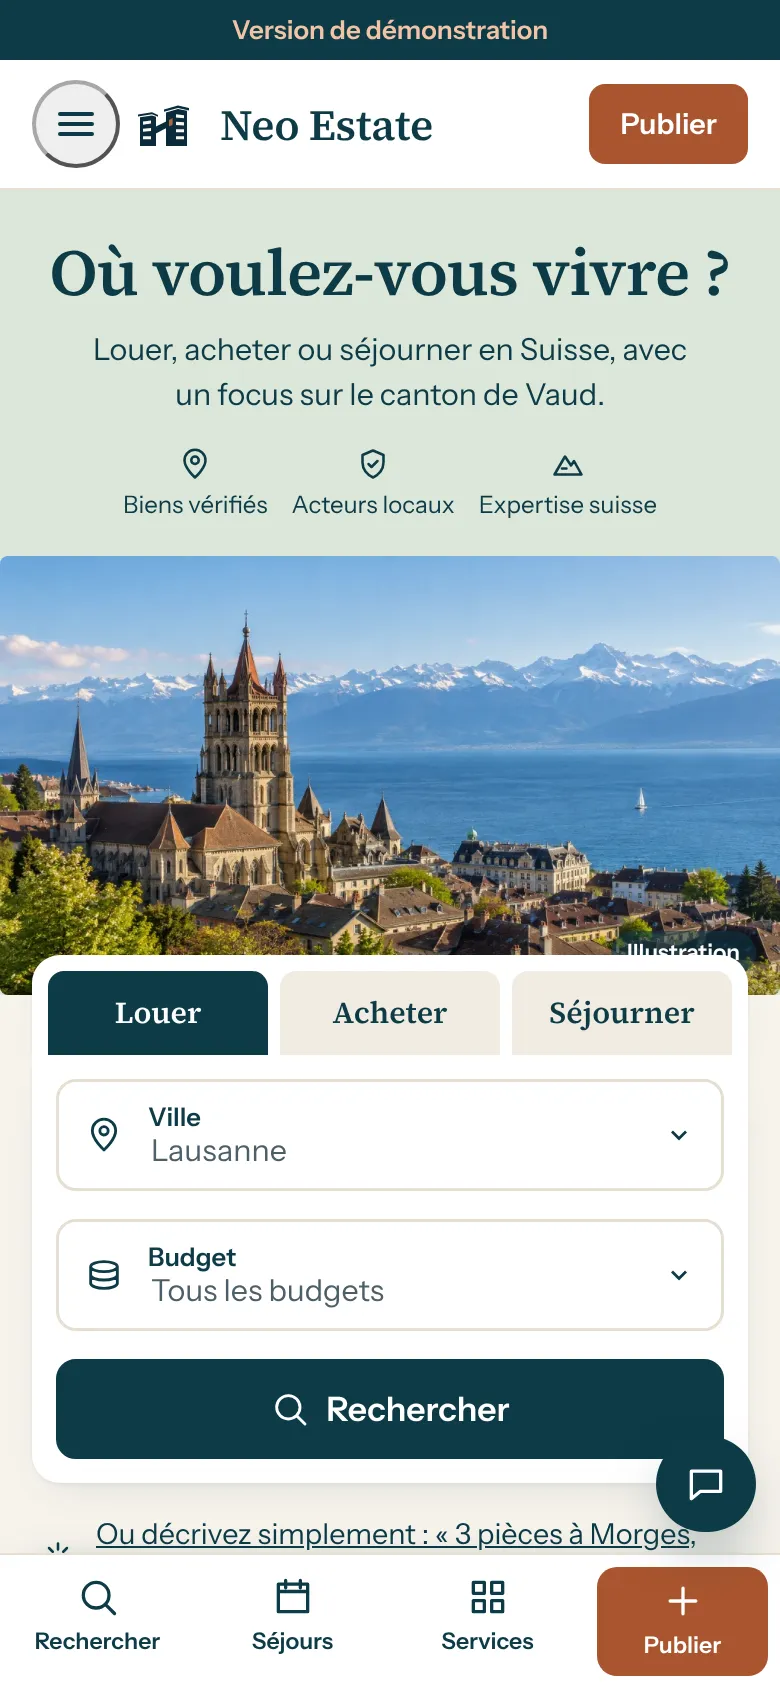 Version de démonstration
Neo Estate
Publier
Où voulez-vous vivre ?
Louer, acheter ou séjourner en Suisse, avec
un focus sur le canton de Vaud.
Biens vérifiés
Acteurs locaux
Expertise suisse
Illustration
Louer
Acheter
Séjourner
Ville
Lausanne
Budget
Tous les budgets
Rechercher
Ou décrivez simplement : « 3 pièces à Morges,
Rechercher
Séjours
Services
Publier